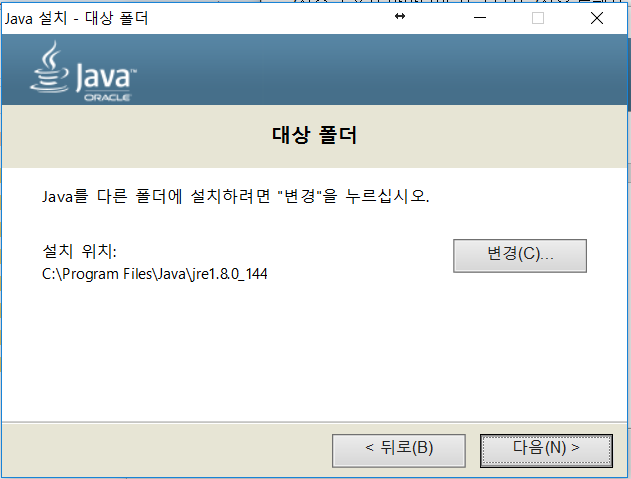 Java 설치 - 대상 폴더
Java™
ORACLE
대상 폴더
Java를 다른 폴더에 설치하려면 "변경"을 누르십시오.
설치 위치:
변경(C)...
C:\Program Files\Java\jre1.8.0_144
< 뒤로(B)
다음(N) >